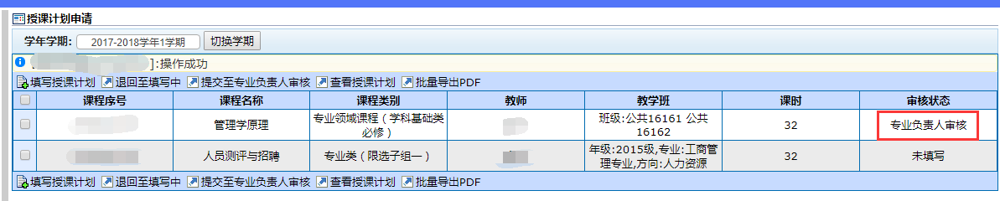 授课计划申请
学年学期: 2017-2018学年1学期 切换学期
]:操作成功
填写授课计划 退回至填写中 提交至专业负责人审核 查看授课计划 批量导出PDF
课程序号 课程名称 课程类别 教师 教学班 课时 审核状态
管理学原理 专业领域课程（学科基础类必修） 班级:公共16161 公共16162 32 专业负责人审核
人员测评与招聘 专业类（限选子组一） 年级:2015级,专业:工商管理专业,方向:人力资源 32 未填写
填写授课计划 退回至填写中 提交至专业负责人审核 查看授课计划 批量导出PDF